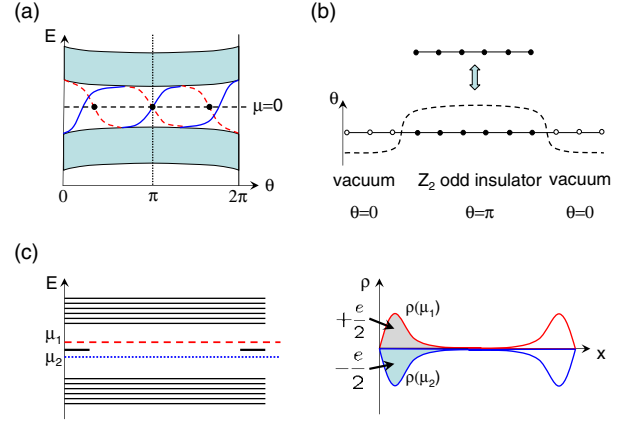 (a)
E
μ=0
θ
0
π
2π
(b)
θ
vacuum
Z₂ odd insulator
vacuum
θ=0
θ=π
θ=0
(c)
E
μ₁
μ₂
ρ
+e/2
ρ(μ₁)
x
−e/2
ρ(μ₂)